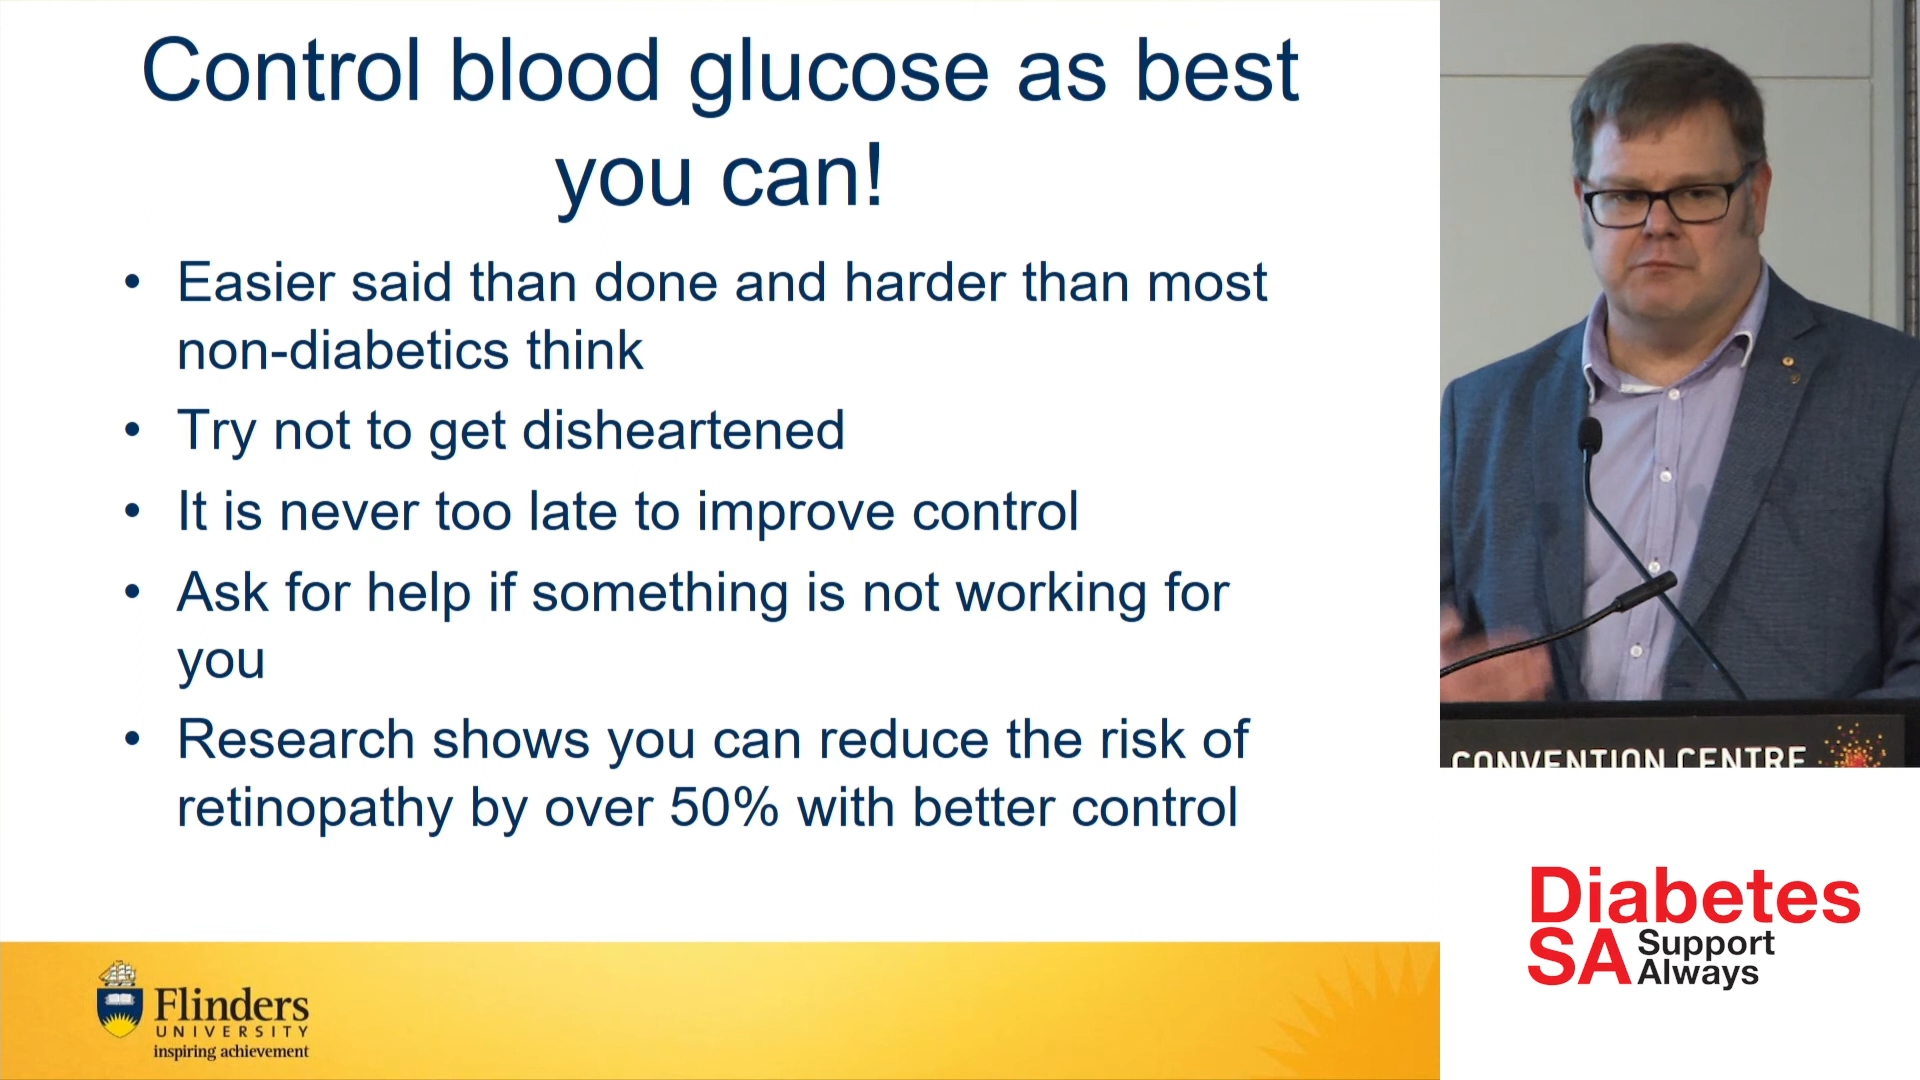 Control blood glucose as best
you can!
• Easier said than done and harder than most
non-diabetics think
• Try not to get disheartened
• It is never too late to improve control
• Ask for help if something is not working for
you
• Research shows you can reduce the risk of
retinopathy by over 50% with better control
Flinders
UNIVERSITY
inspiring achievement
CONVENTION CENTRE
Diabetes
SA Support
Always